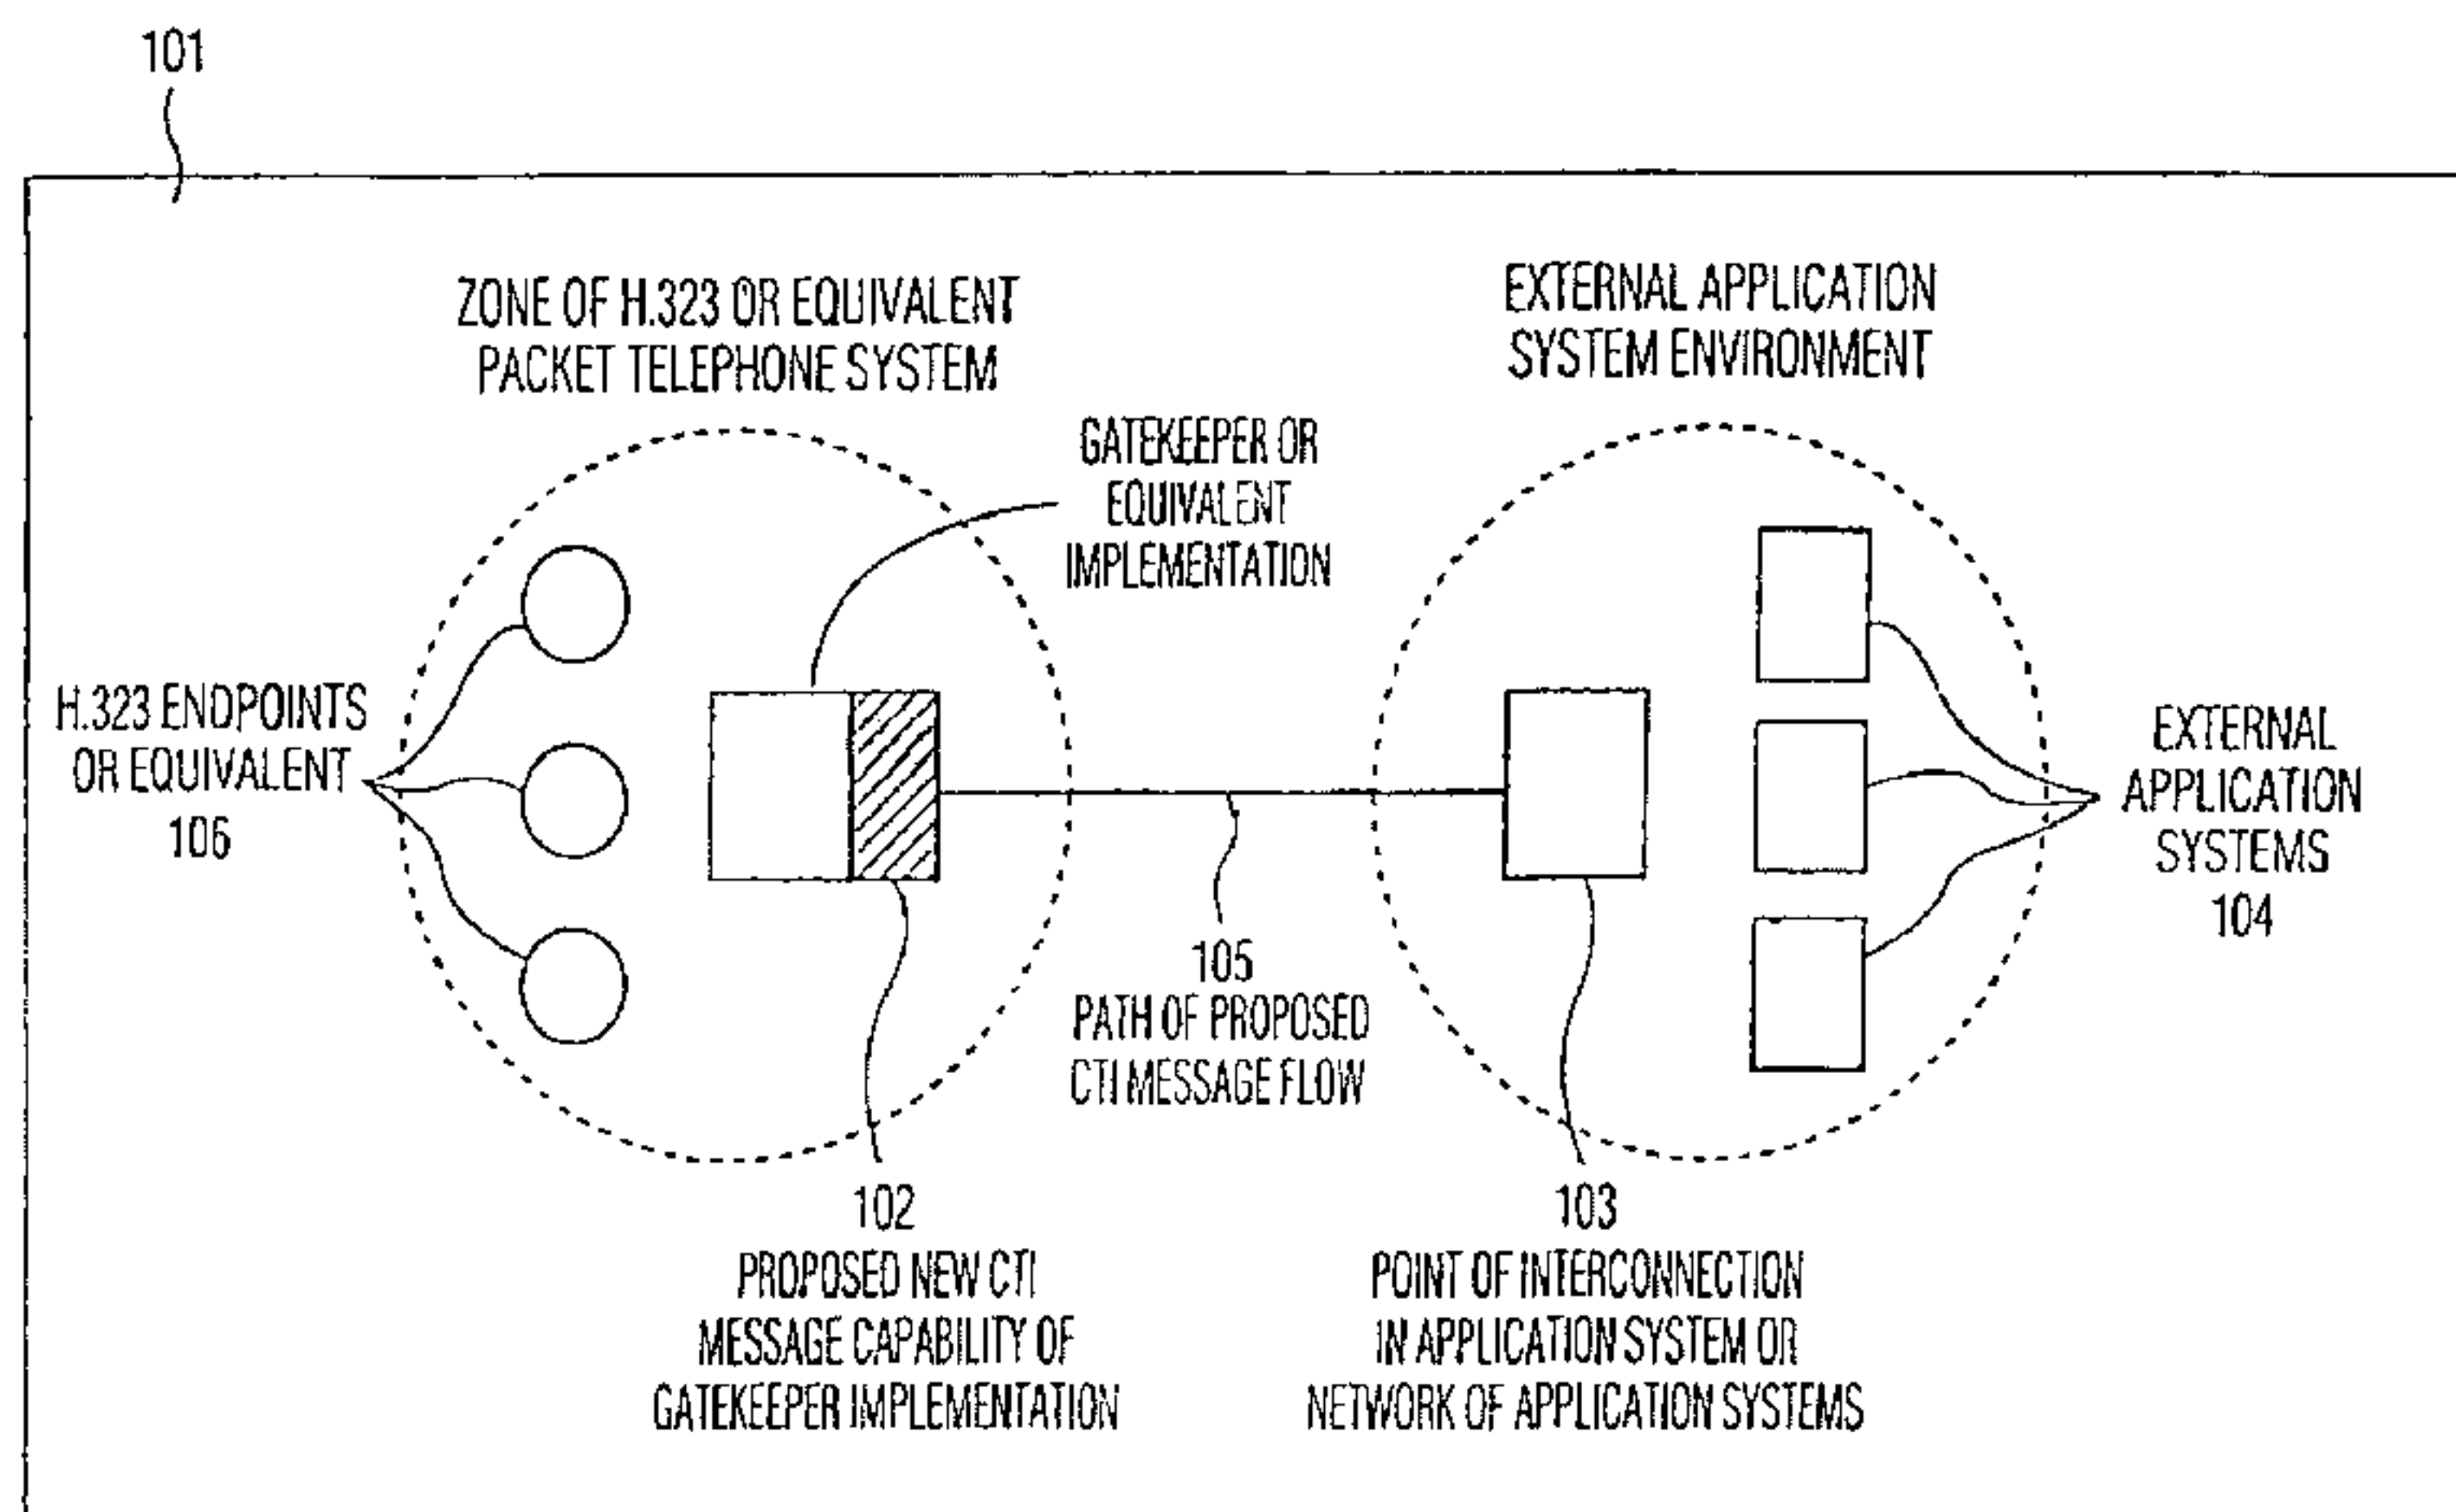 101
ZONE OF H.323 OR EQUIVALENT
PACKET TELEPHONE SYSTEM
EXTERNAL APPLICATION
SYSTEM ENVIRONMENT
GATEKEEPER OR
EQUIVALENT
IMPLEMENTATION
H.323 ENDPOINTS
OR EQUIVALENT
106
EXTERNAL
APPLICATION
SYSTEMS
104
105
PATH OF PROPOSED
CTI MESSAGE FLOW
102
PROPOSED NEW CTI
MESSAGE CAPABILITY OF
GATEKEEPER IMPLEMENTATION
103
POINT OF INTERCONNECTION
IN APPLICATION SYSTEM OR
NETWORK OF APPLICATION SYSTEMS